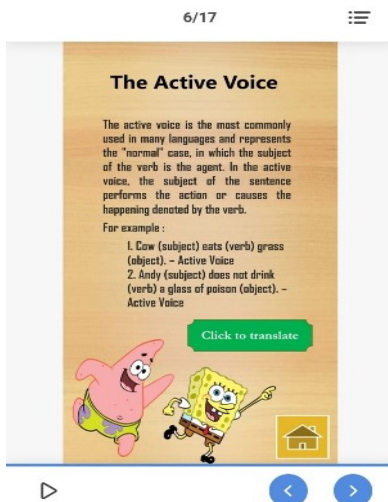 6/17
The Active Voice
The active voice is the most commonly
used in many languages and represents
the "normal" case, in which the subject
of the verb is the agent. In the active
voice, the subject of the sentence
performs the action or causes the
happening denoted by the verb.
For example :
1. Cow (subject) eats (verb) grass
(object). – Active Voice
2. Andy (subject) does not drink
(verb) a glass of poison (object). –
Active Voice
Click to translate